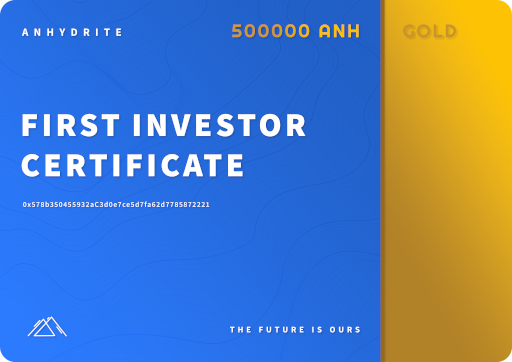 ANHYDRITE
500000 ANH
GOLD
FIRST INVESTOR
CERTIFICATE
0x578b350455932aC3d0e7ce5d7fa62d7785872221
THE FUTURE IS OURS